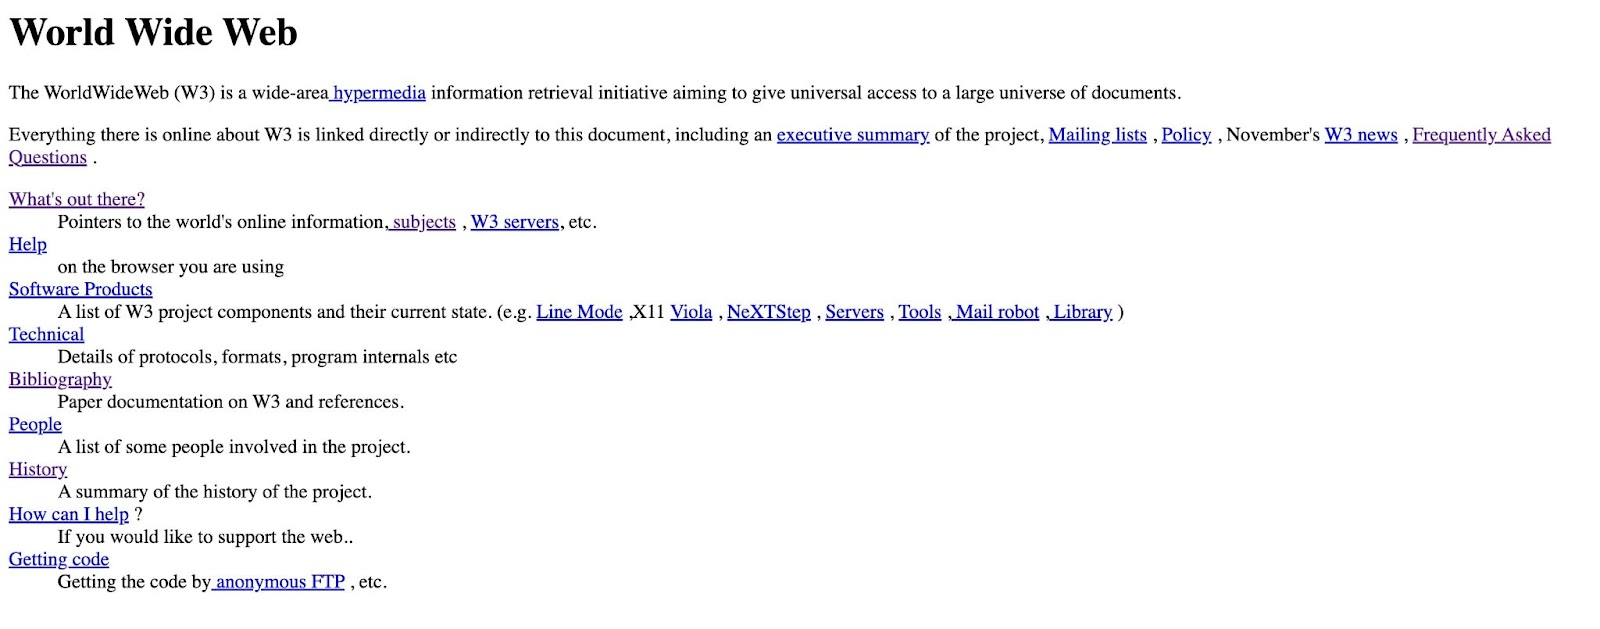 World Wide Web
The WorldWideWeb (W3) is a wide-area hypermedia information retrieval initiative aiming to give universal access to a large universe of documents.
Everything there is online about W3 is linked directly or indirectly to this document, including an executive summary of the project, Mailing lists , Policy , November's W3 news , Frequently Asked
Questions .
What's out there?
Pointers to the world's online information, subjects , W3 servers, etc.
Help
on the browser you are using
Software Products
A list of W3 project components and their current state. (e.g. Line Mode ,X11 Viola , NeXTStep , Servers , Tools , Mail robot , Library )
Technical
Details of protocols, formats, program internals etc
Bibliography
Paper documentation on W3 and references.
People
A list of some people involved in the project.
History
A summary of the history of the project.
How can I help ?
If you would like to support the web..
Getting code
Getting the code by anonymous FTP , etc.